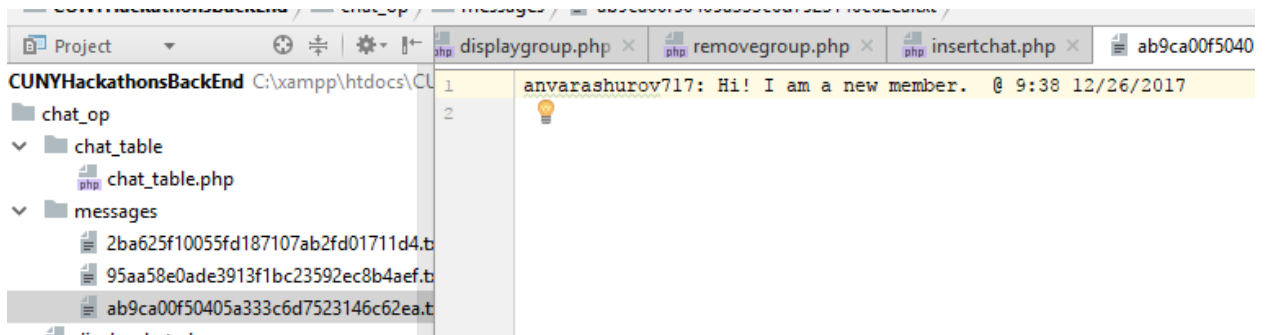 Project
displaygroup.php
removegroup.php
insertchat.php
ab9ca00f5040
CUNYHackathonsBackEnd C:\xampp\htdocs\CU
chat_op
chat_table
php chat_table.php
messages
2ba625f10055fd187107ab2fd01711d4.t
95aa58e0ade3913f1bc23592ec8b4aef.t
ab9ca00f50405a333c6d7523146c62ea.t
1 anvarashurov717: Hi! I am a new member. @ 9:38 12/26/2017
2